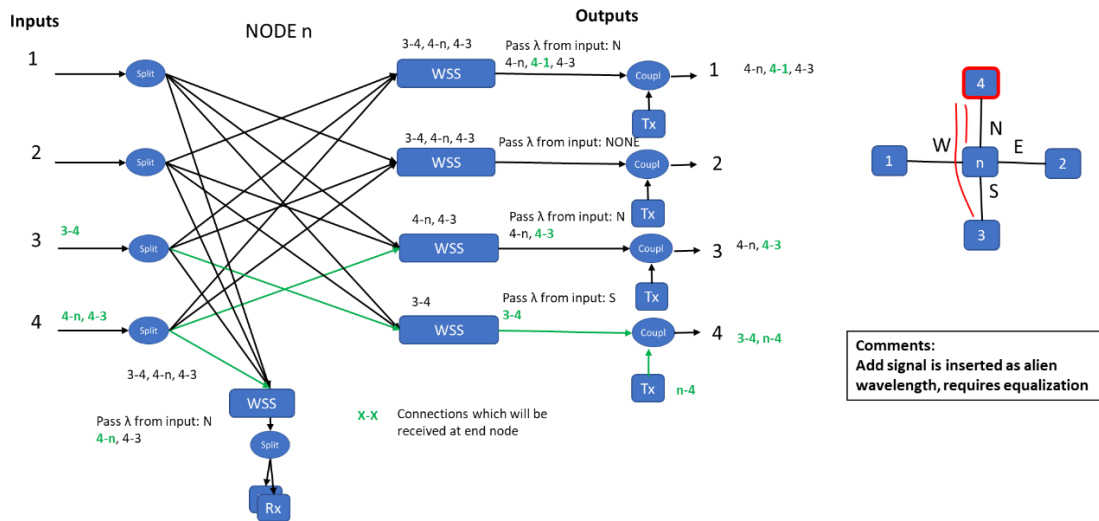 Inputs
NODE n
Outputs
1
Split
3-4, 4-n, 4-3
WSS
Pass λ from input: N
4-n, 4-1, 4-3
Coupl
1
4-n, 4-1, 4-3
Tx
2
Split
3-4, 4-n, 4-3
WSS
Pass λ from input: NONE
Coupl
2
Tx
3
3-4
Split
4-n, 4-3
WSS
Pass λ from input: N
4-n, 4-3
Coupl
3
4-n, 4-3
Tx
4
4-n, 4-3
Split
3-4
WSS
Pass λ from input: S
3-4
Coupl
4
3-4, n-4
Tx
n-4
3-4, 4-n, 4-3
WSS
Pass λ from input: N
4-n, 4-3
Split
Rx
X-X
Connections which will be
received at end node
4
N
W
E
1
n
2
S
3
Comments:
Add signal is inserted as alien
wavelength, requires equalization